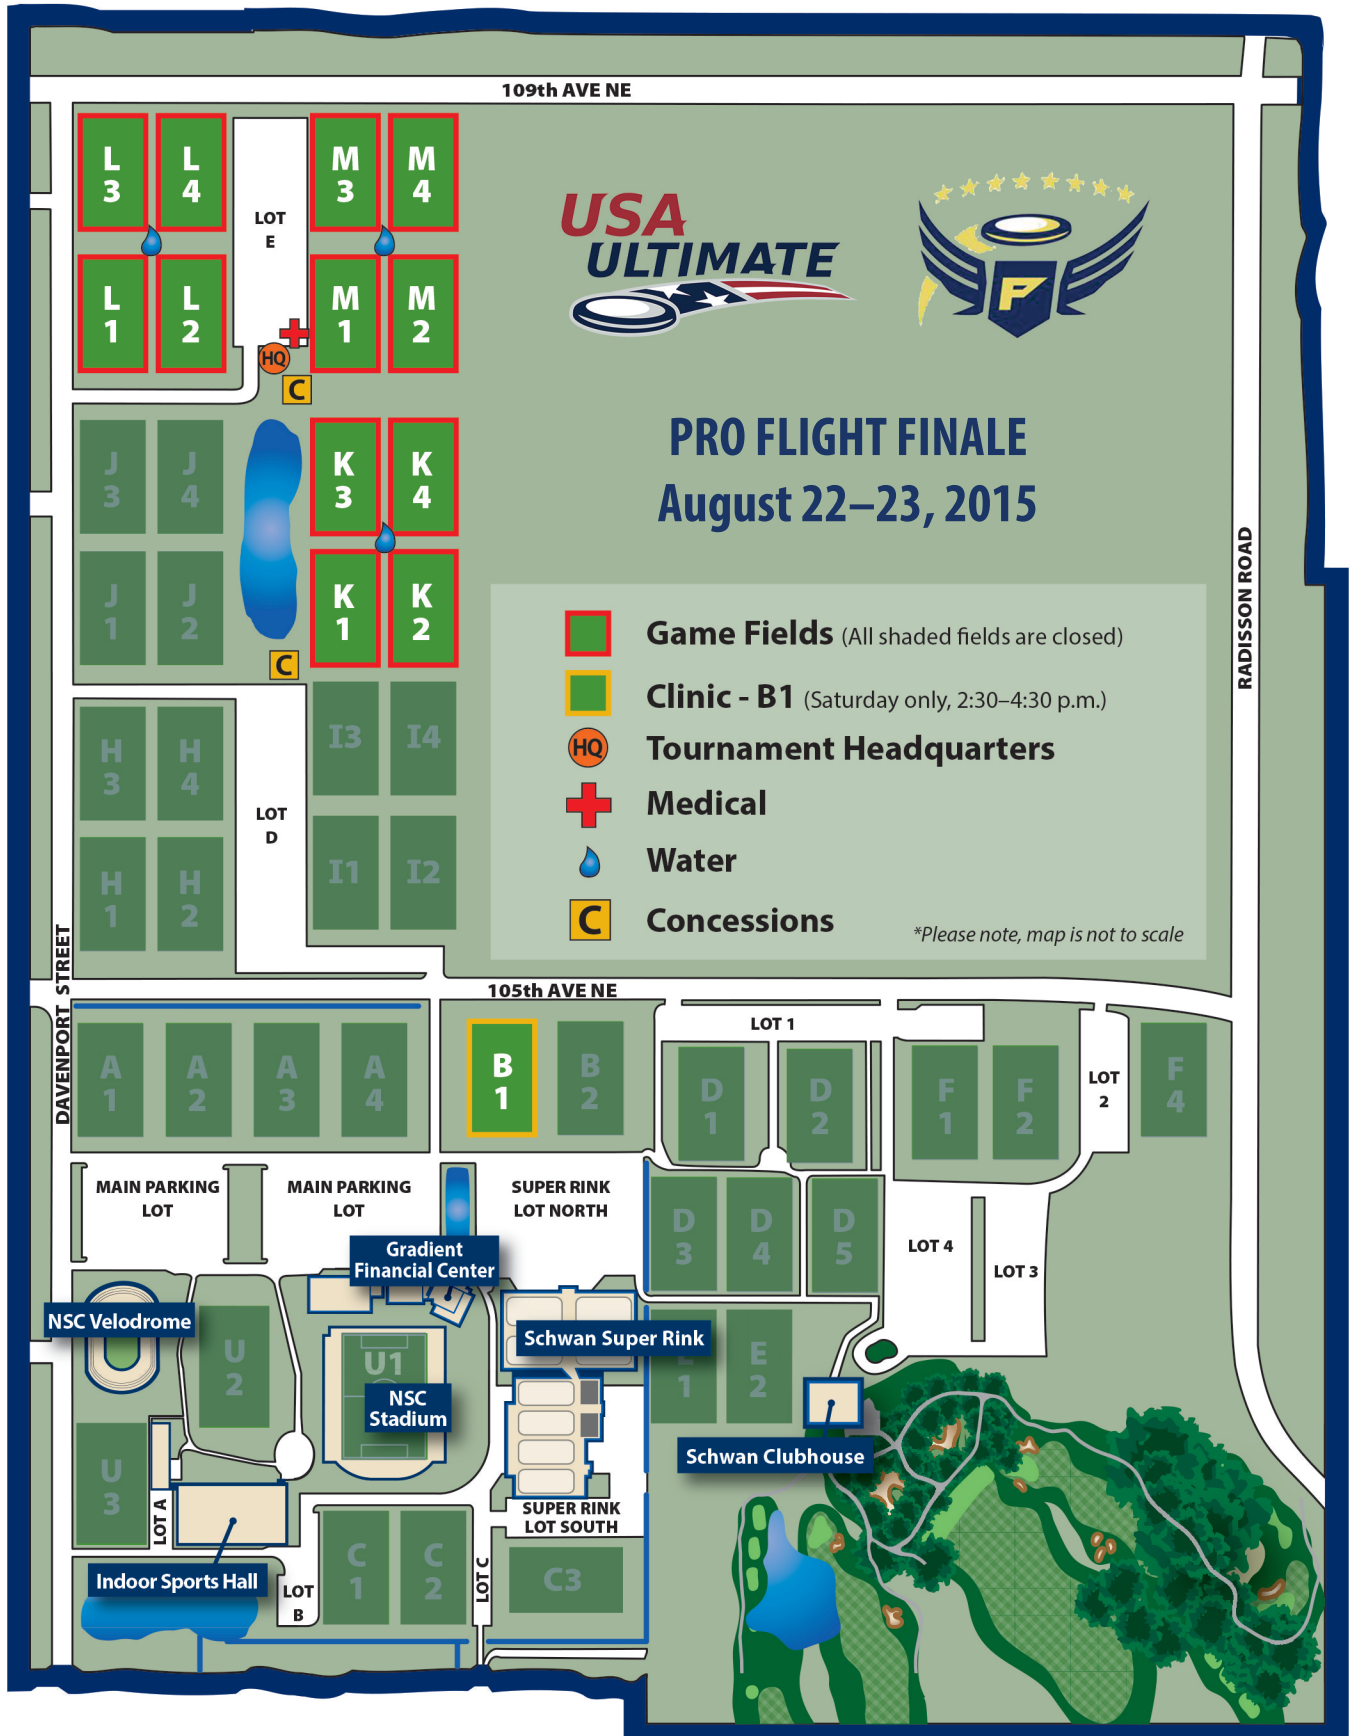 109th AVE NE
L
3
L
4
LOT
E
M
3
M
4
L
1
L
2
M
1
M
2
HQ
C
USA
ULTIMATE
P
PRO FLIGHT FINALE
August 22–23, 2015
J
3
J
4
K
3
K
4
J
1
J
2
K
1
K
2
C
RADISSON ROAD
Game Fields (All shaded fields are closed)
Clinic - B1 (Saturday only, 2:30–4:30 p.m.)
HQ Tournament Headquarters
Medical
Water
C Concessions
*Please note, map is not to scale
H
3
H
4
LOT
D
I3
I4
H
1
H
2
I1
I2
DAVENPORT STREET
105th AVE NE
A
1
A
2
A
3
A
4
B
1
B
2
LOT 1
D
1
D
2
F
1
F
2
LOT
2
F
4
MAIN PARKING
LOT
MAIN PARKING
LOT
SUPER RINK
LOT NORTH
D
3
D
4
D
5
LOT 4
LOT 3
Gradient
Financial Center
NSC Velodrome
U
2
U1
NSC
Stadium
Schwan Super Rink
1
E
2
Schwan Clubhouse
U
3
LOT A
SUPER RINK
LOT SOUTH
Indoor Sports Hall
LOT
B
C
1
C
2
LOT C
C3